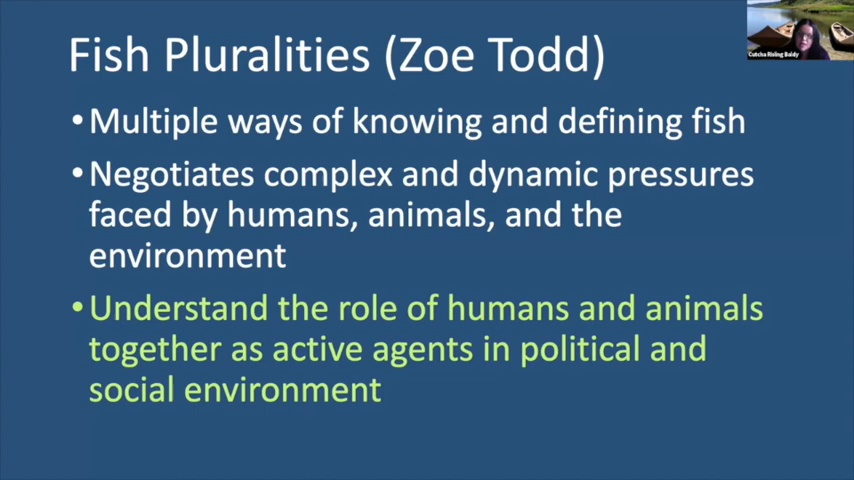 Fish Pluralities (Zoe Todd)
Cutcha Risling Baldy
•Multiple ways of knowing and defining fish
•Negotiates complex and dynamic pressures
faced by humans, animals, and the
environment
•Understand the role of humans and animals
together as active agents in political and
social environment